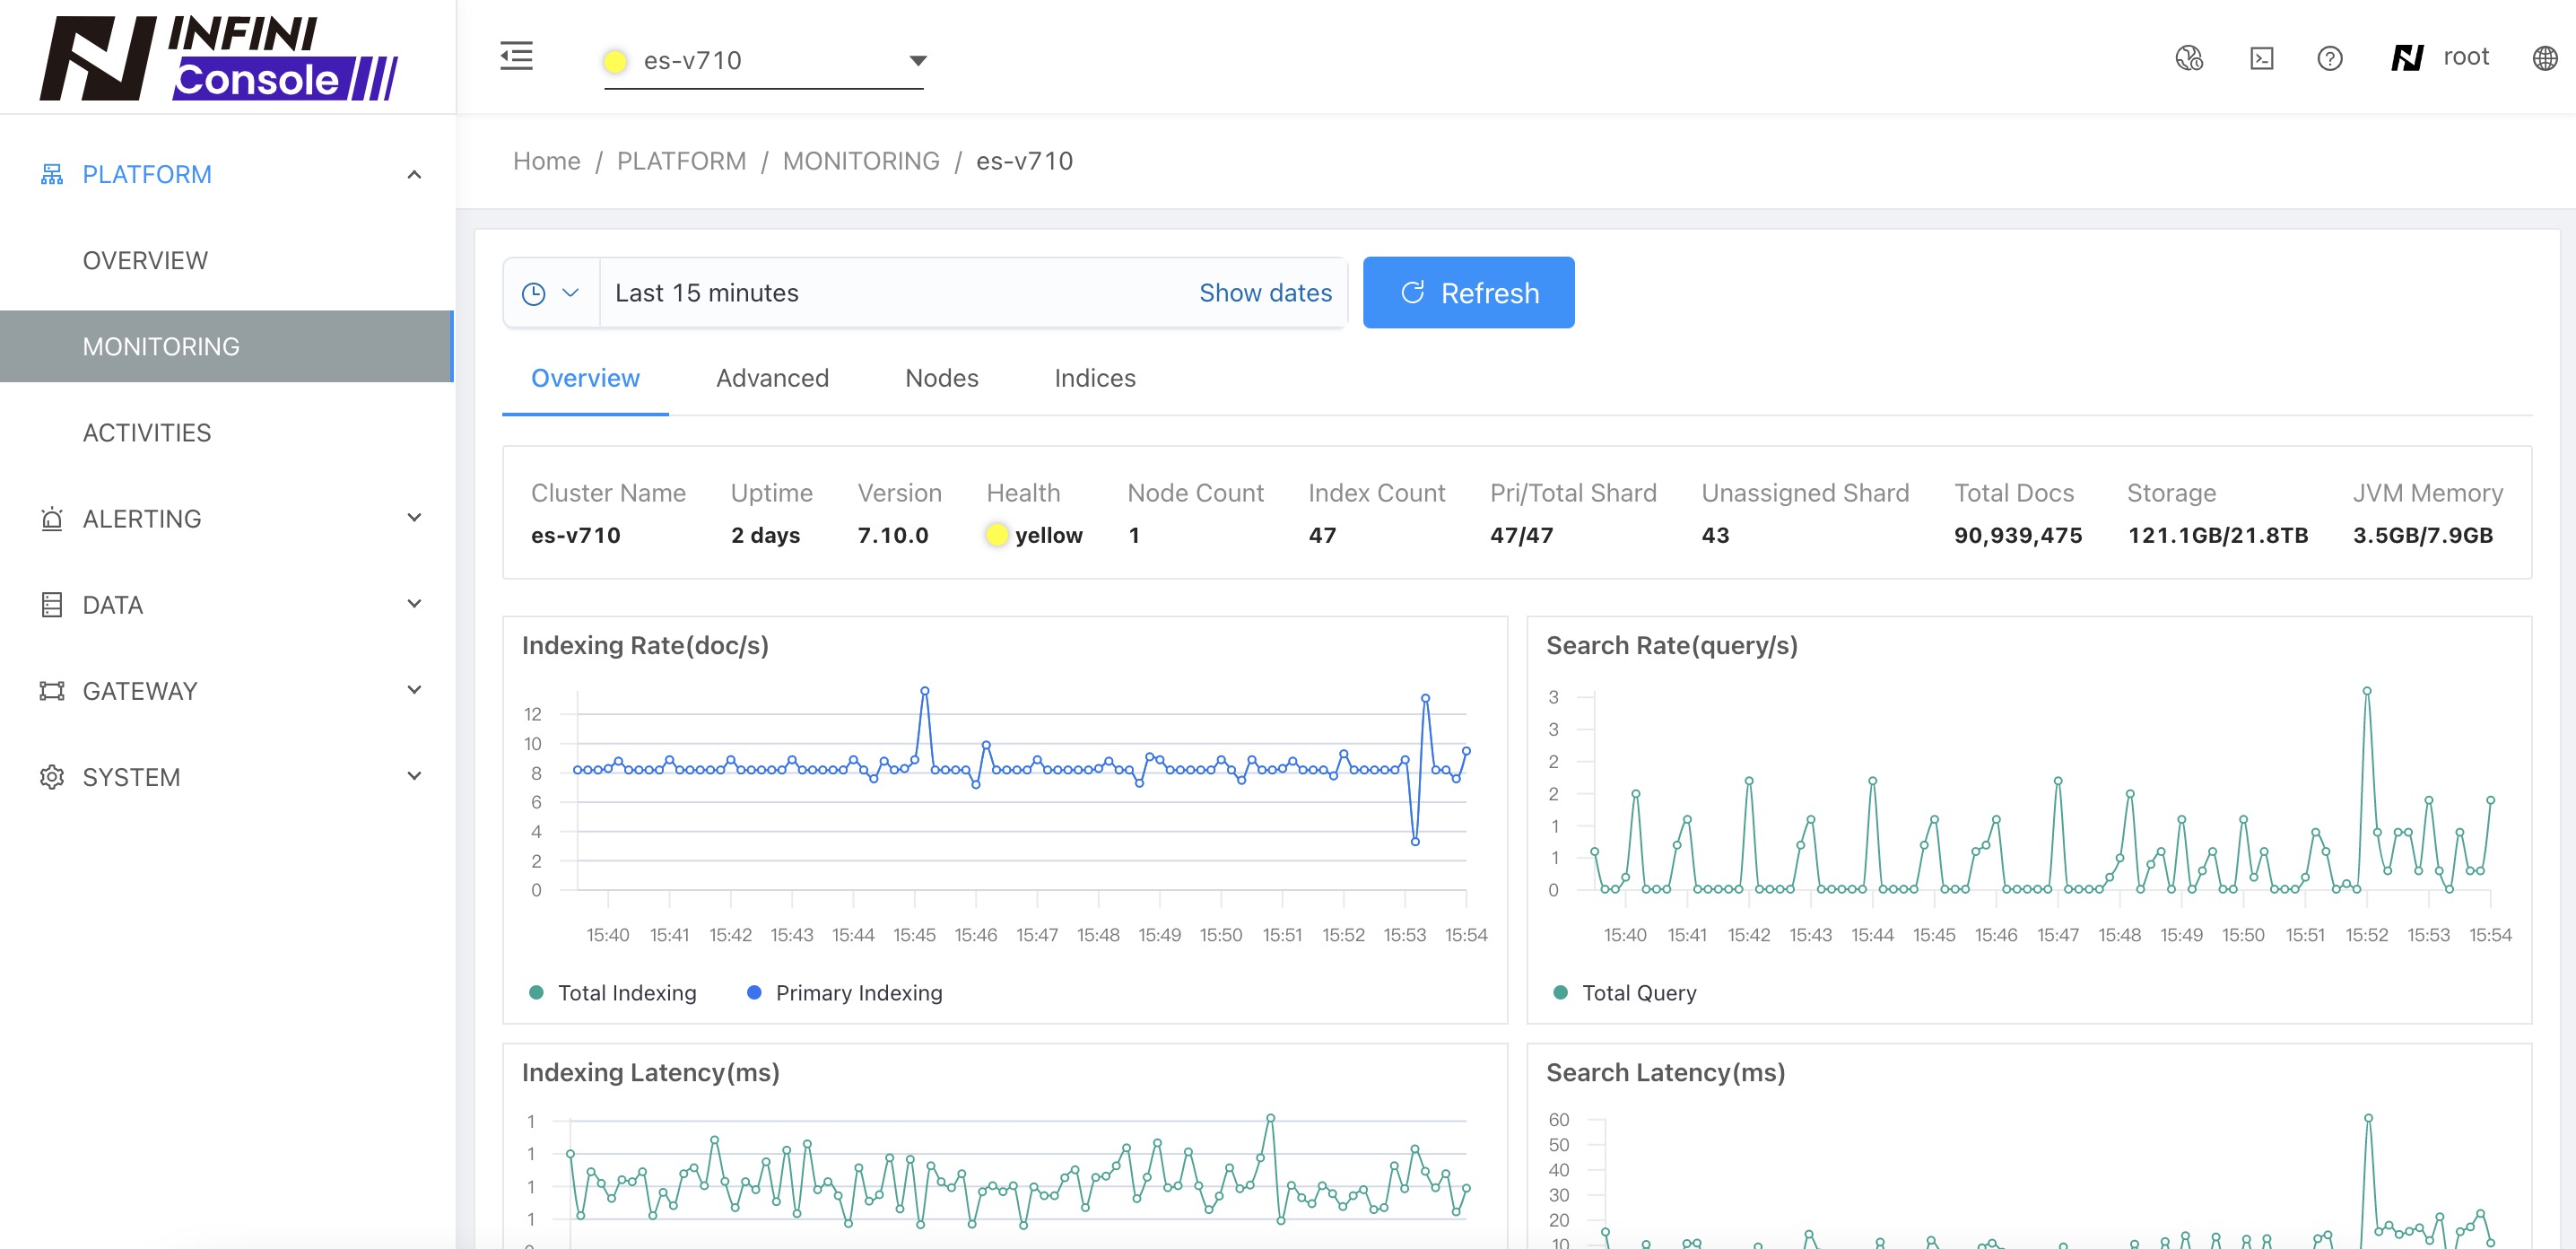 INFINI
Console
es-v710
root
PLATFORM
OVERVIEW
MONITORING
ACTIVITIES
ALERTING
DATA
GATEWAY
SYSTEM
Home / PLATFORM / MONITORING / es-v710
Last 15 minutes Show dates Refresh
Overview Advanced Nodes Indices
Cluster Name Uptime Version Health Node Count Index Count Pri/Total Shard Unassigned Shard Total Docs Storage JVM Memory
es-v710 2 days 7.10.0 yellow 1 47 47/47 43 90,939,475 121.1GB/21.8TB 3.5GB/7.9GB
Indexing Rate(doc/s)
12
10
8
6
4
2
0
15:40 15:41 15:42 15:43 15:44 15:45 15:46 15:47 15:48 15:49 15:50 15:51 15:52 15:53 15:54
Total Indexing Primary Indexing
Search Rate(query/s)
3
3
2
2
1
1
0
15:40 15:41 15:42 15:43 15:44 15:45 15:46 15:47 15:48 15:49 15:50 15:51 15:52 15:53 15:54
Total Query
Indexing Latency(ms)
1
1
1
1
Search Latency(ms)
60
50
40
30
20
10